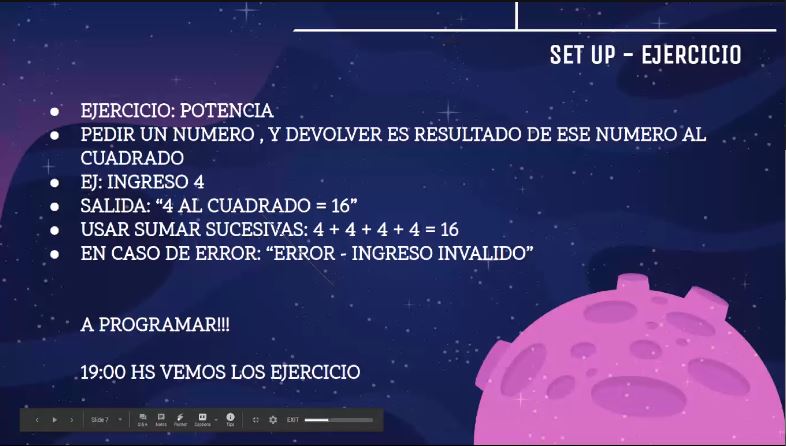 SET UP - EJERCICIO
● EJERCICIO: POTENCIA
● PEDIR UN NUMERO , Y DEVOLVER ES RESULTADO DE ESE NUMERO AL
CUADRADO
● EJ: INGRESO 4
● SALIDA: “4 AL CUADRADO = 16”
● USAR SUMAR SUCESIVAS: 4 + 4 + 4 + 4 = 16
● EN CASO DE ERROR: “ERROR - INGRESO INVALIDO”
A PROGRAMAR!!!
19:00 HS VEMOS LOS EJERCICIO
Slide 7
Q&A Notes Pointer Captions Tips EXIT